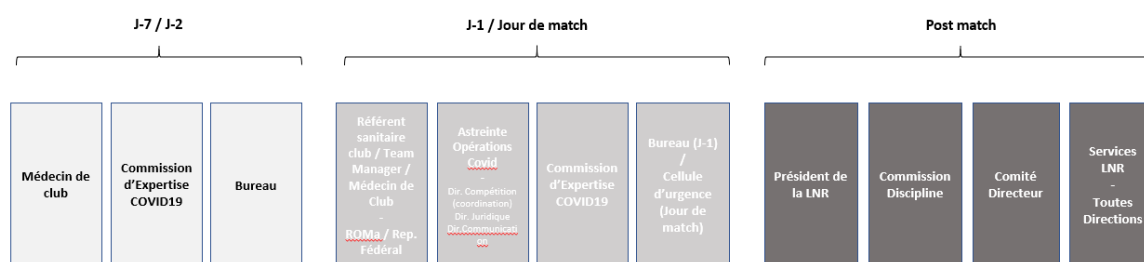 J-7 / J-2
J-1 / Jour de match
Post match
Médecin de
club
Commission
d'Expertise
COVID19
Bureau
Référent
sanitaire
club / Team
Manager /
Médecin de
Club
-
ROMa / Rep.
Fédéral
Astreinte
Opérations
Covid
-
Dir. Compétition
(coordination)
Dir. Juridique
Dir.Communicati
on
Commission
d'Expertise
COVID19
Bureau (J-1)
/
Cellule
d'urgence
(Jour de
match)
Président de
la LNR
Commission
Discipline
Comité
Directeur
Services
LNR
-
Toutes
Directions